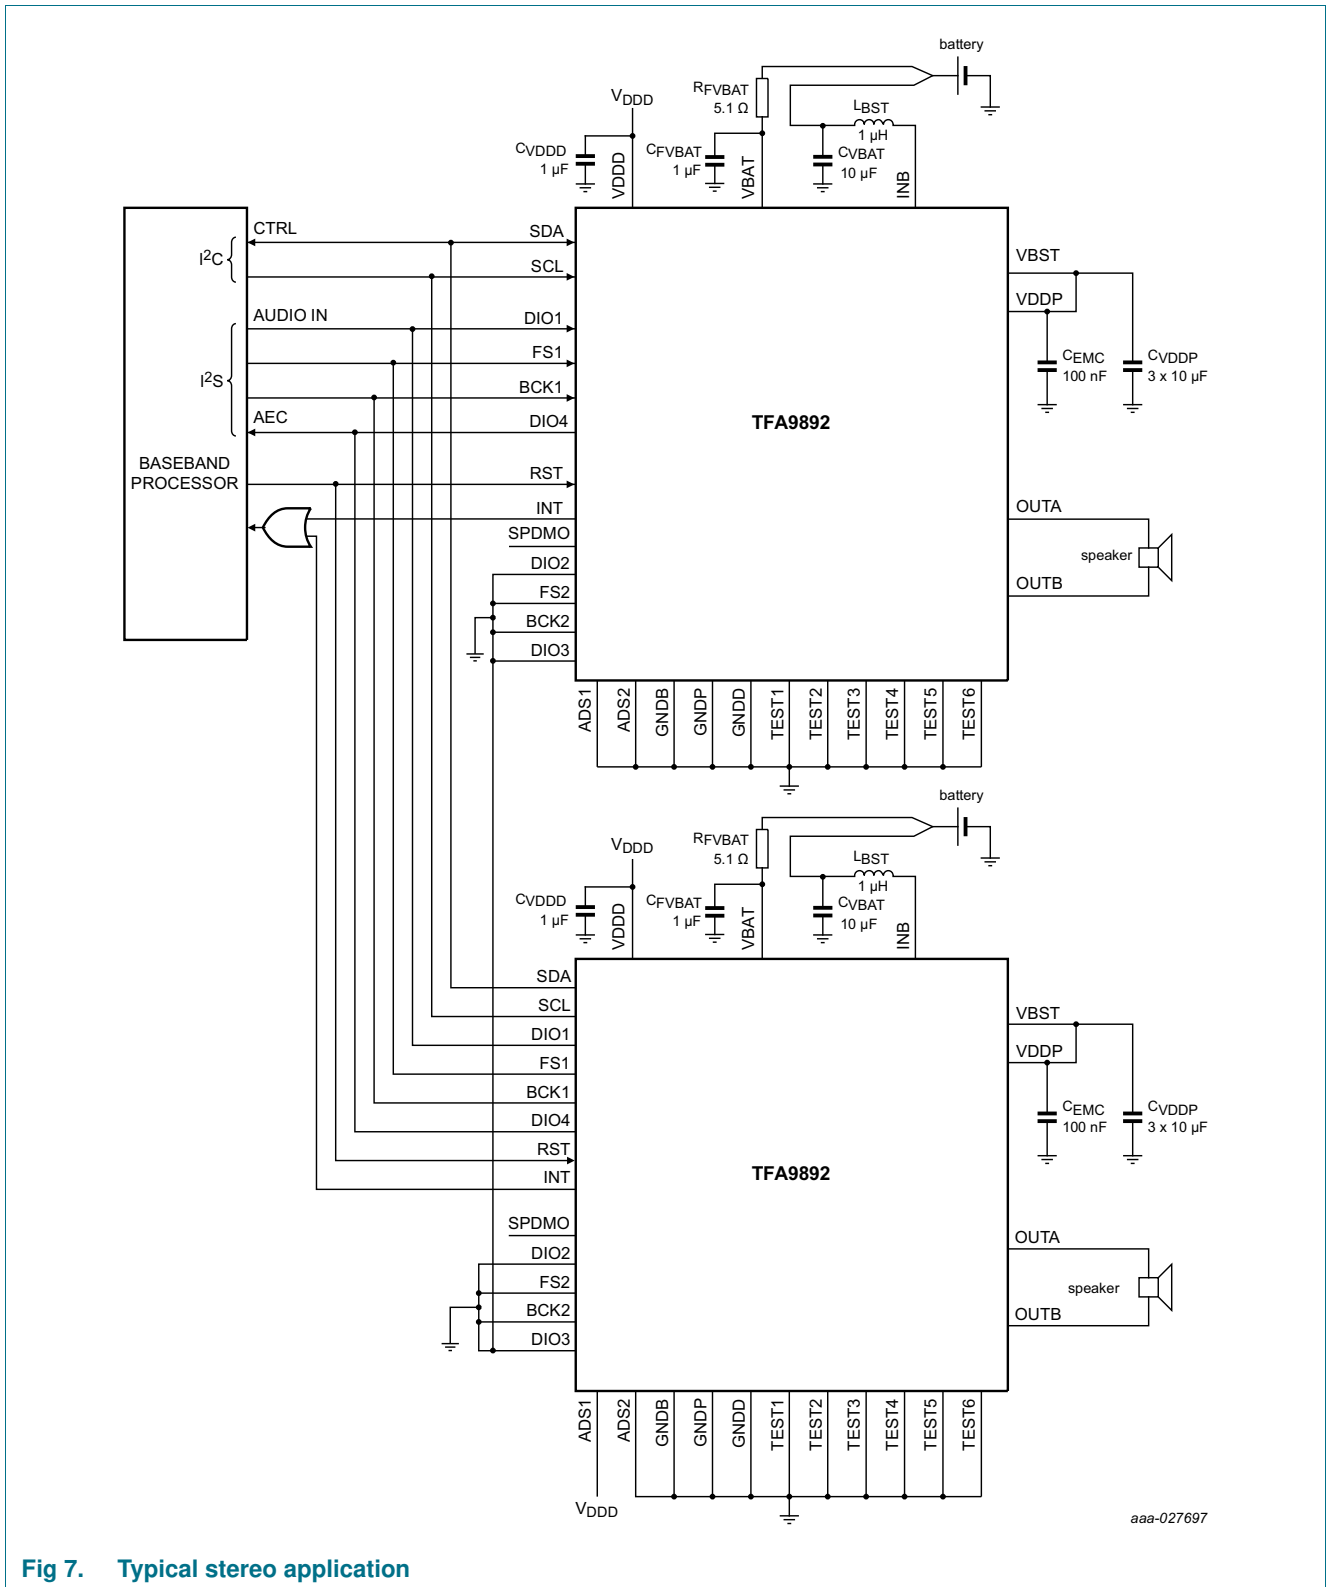 battery
RFVBAT
5.1 Ω
VDDD
LBST
1 µH
CVDDD
1 µF
VDDD
CFVBAT
1 µF
VBAT
CVBAT
10 µF
INB
CTRL
SDA
I2C
SCL
AUDIO IN
DIO1
FS1
I2S
BCK1
AEC
DIO4
BASEBAND
PROCESSOR
RST
INT
SPDMO
DIO2
FS2
BCK2
DIO3
TFA9892
VBST
VDDP
CEMC
100 nF
CVDDP
3 x 10 µF
OUTA
speaker
OUTB
ADS1
ADS2
GNDB
GNDP
GNDD
TEST1
TEST2
TEST3
TEST4
TEST5
TEST6
battery
RFVBAT
5.1 Ω
VDDD
LBST
1 µH
CVDDD
1 µF
VDDD
CFVBAT
1 µF
VBAT
CVBAT
10 µF
INB
SDA
SCL
DIO1
FS1
BCK1
DIO4
RST
INT
SPDMO
DIO2
FS2
BCK2
DIO3
TFA9892
VBST
VDDP
CEMC
100 nF
CVDDP
3 x 10 µF
OUTA
speaker
OUTB
ADS1
ADS2
GNDB
GNDP
GNDD
TEST1
TEST2
TEST3
TEST4
TEST5
TEST6
VDDD
aaa-027697
Fig 7. Typical stereo application